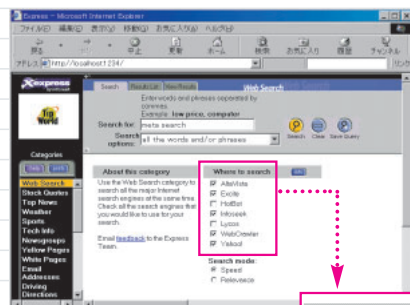 Express - Microsoft Internet Explorer
ファイル(F) 編集(E) 表示(V) 移動(G) お気に入り(A) ヘルプ(H)
戻る 中止 更新 ホーム 検索 お気に入り 履歴 チャンネル
アドレス http://localhost:1234/ リンク
Xexpress
Search Results List View Results Web Search
Enter words and phrases separated by
commas.
Example: low price, computer
Search for: meta search
Search
options: all the words and/or phrases
Search Clear Save Query
Top
World
Categories
Web Search
Stock Quotes
Top News
Weather
Sports
Tech Info
Newsgroups
Yellow Pages
White Pages
Email
Addresses
Driving
Directions
About this category
Use the Web Search category to
search all the major Internet
search engines at the same time.
Check all the search engines that
you would like to use for your
search.
Email feedback to the Express
Team.
Where to search
AltaVista
Excite
HotBot
Infoseek
Lycos
WebCrawler
Yahoo!
Search mode:
Speed
Relevance